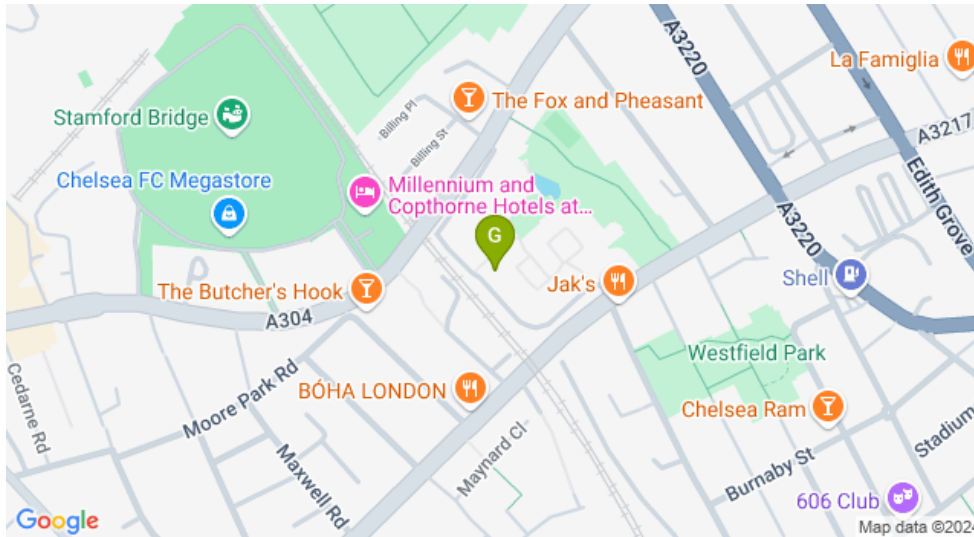 A3220
La Famiglia
The Fox and Pheasant
Stamford Bridge
Billing Pl
Billing St
A3217
Chelsea FC Megastore
Millennium and
Copthorne Hotels at...
Edith Grove
A3220
G
Jak's
Shell
The Butcher's Hook
A304
Westfield Park
Cedarne Rd
Moore Park Rd
BÓHA LONDON
Chelsea Ram
Maxwell Rd
Maynard Cl
Burnaby St
Stadium
606 Club
Google
Map data ©2024